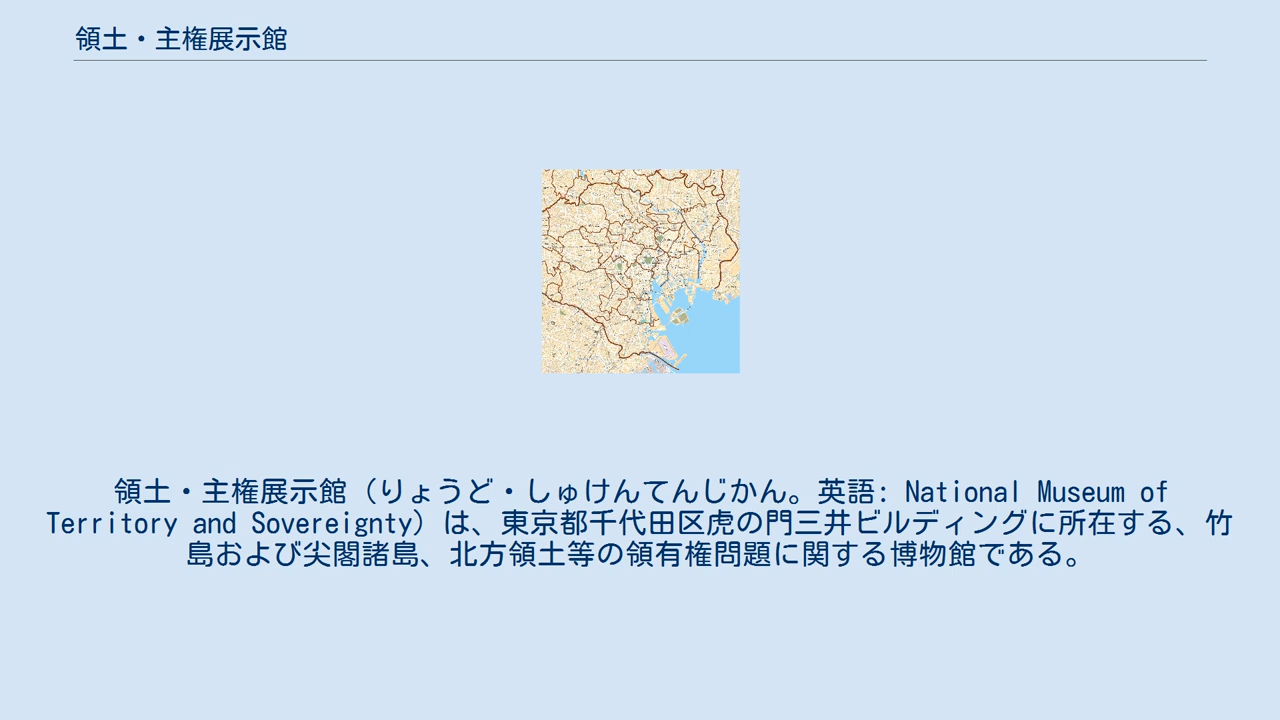 領土・主権展示館
領土・主権展示館（りょうど・しゅけんてんじかん。英語: National Museum of
Territory and Sovereignty）は、東京都千代田区虎の門三井ビルディングに所在する、竹
島および尖閣諸島、北方領土等の領有権問題に関する博物館である。